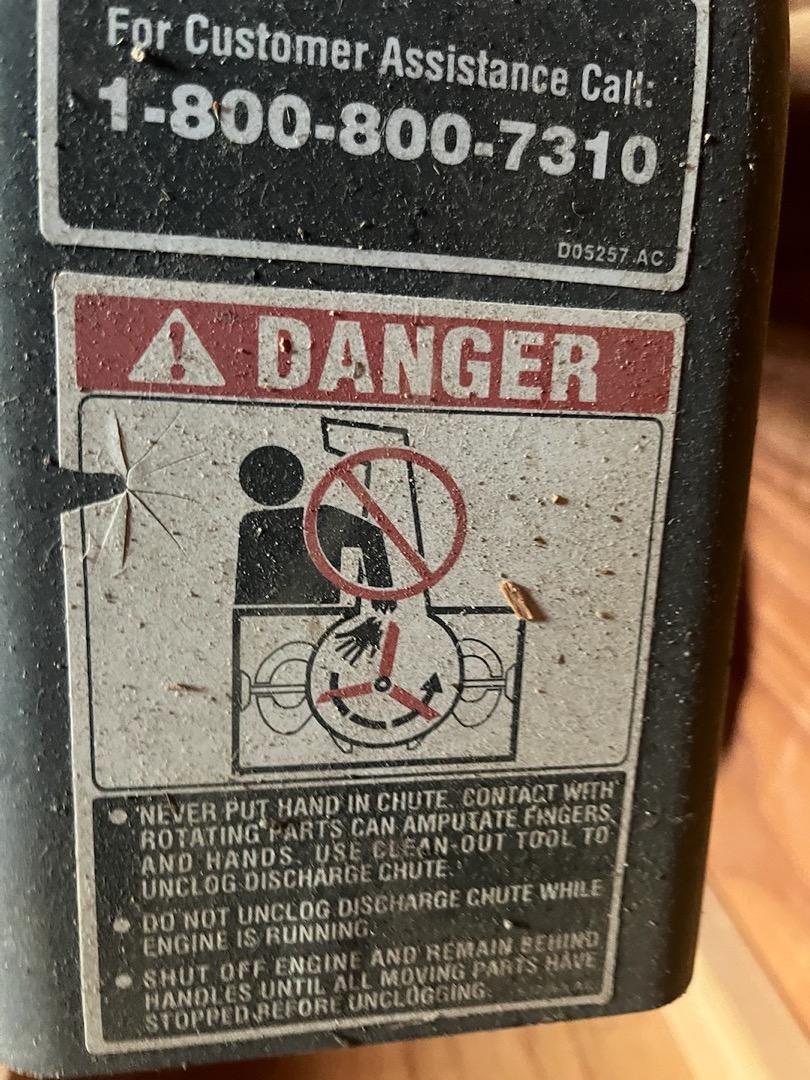 For Customer Assistance Call:
1-800-800-7310
D05257 AC
DANGER
• NEVER PUT HAND IN CHUTE. CONTACT WITH
ROTATING PARTS CAN AMPUTATE FINGERS
AND HANDS. USE CLEAN-OUT TOOL TO
UNCLOG DISCHARGE CHUTE.
• DO NOT UNCLOG DISCHARGE CHUTE WHILE
ENGINE IS RUNNING.
• SHUT OFF ENGINE AND REMAIN BEHIND
HANDLES UNTIL ALL MOVING PARTS HAVE
STOPPED BEFORE UNCLOGGING.